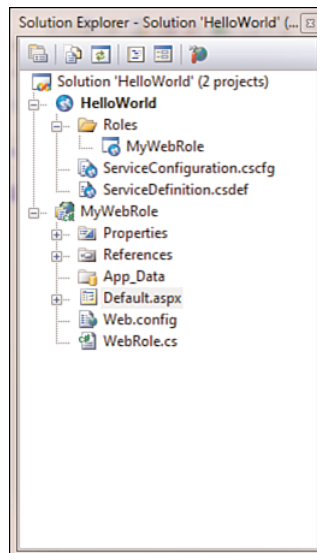 Solution Explorer - Solution 'HelloWorld' (...
Solution 'HelloWorld' (2 projects)
HelloWorld
Roles
MyWebRole
ServiceConfiguration.cscfg
ServiceDefinition.csdef
MyWebRole
Properties
References
App_Data
Default.aspx
Web.config
WebRole.cs